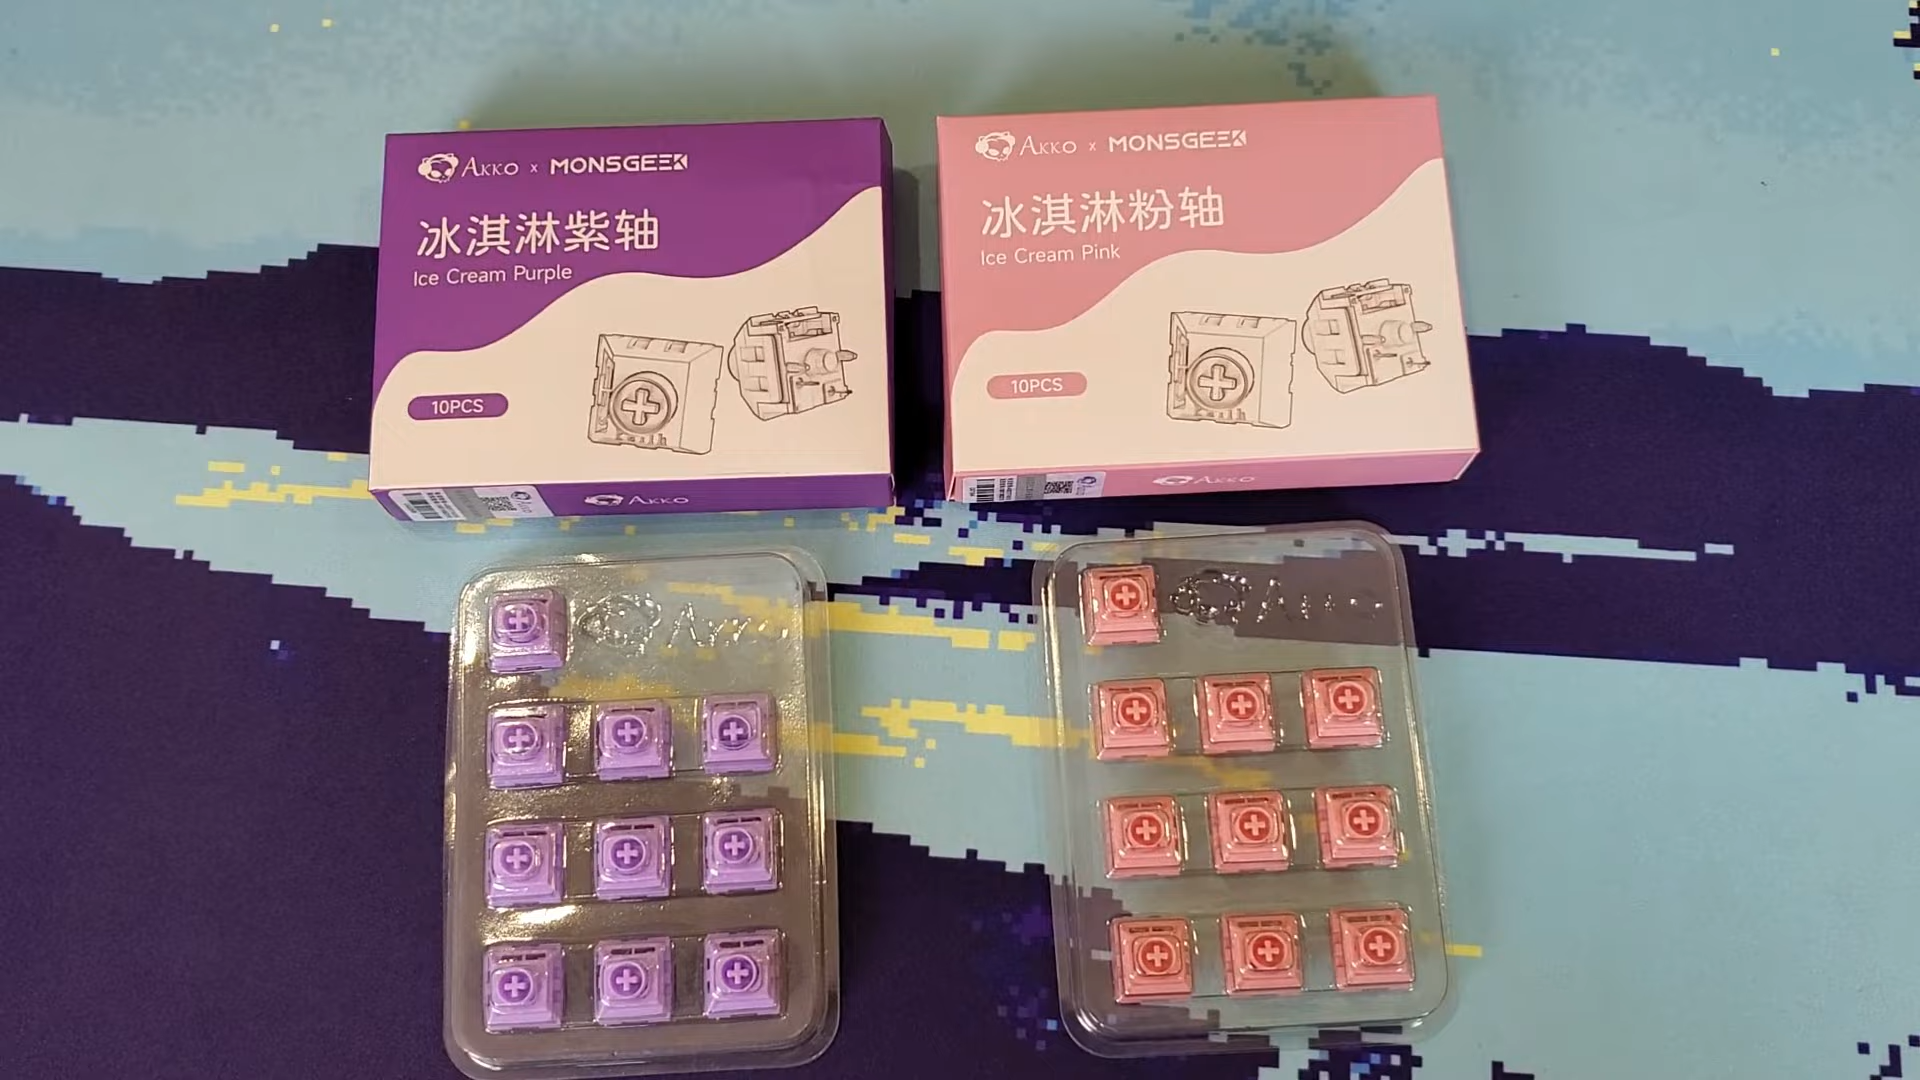 AKKO x MONSGEEK
冰淇淋紫轴
Ice Cream Purple
10PCS
AKKO
AKKO x MONSGEEK
冰淇淋粉轴
Ice Cream Pink
10PCS
AKKO
AKKO
AKKO